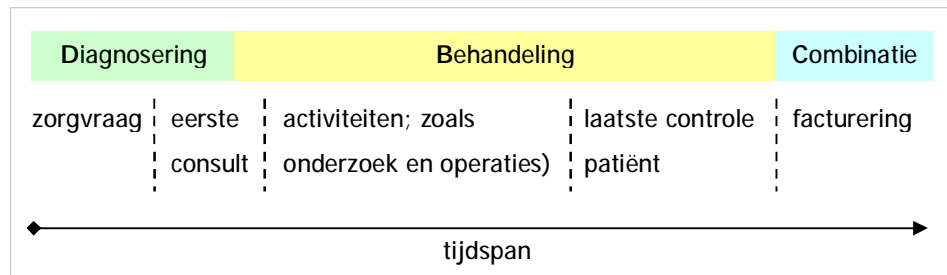 Diagnosering Behandeling Combinatie
zorgvraag eerste activiteiten; zoals laatste controle facturering
consult onderzoek en operaties) patiënt
tijdspan